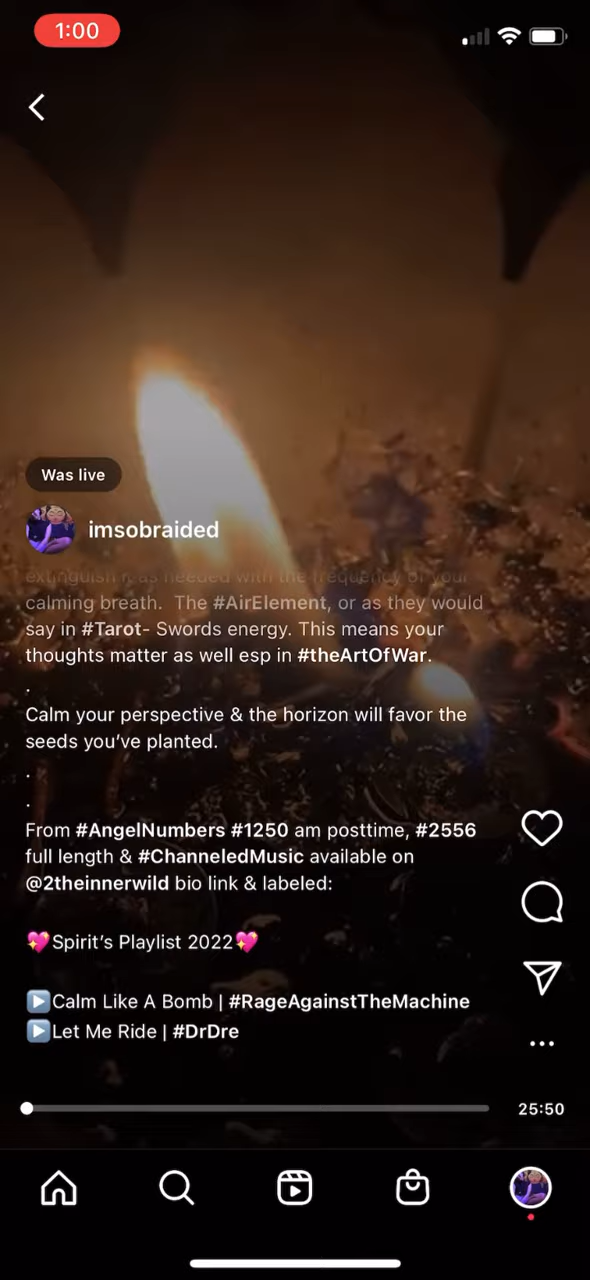 1:00
Was live
imsobraided
extinguish it as needed with the frequency of your
calming breath.  The #AirElement, or as they would
say in #Tarot- Swords energy. This means your
thoughts matter as well esp in #theArtOfWar.
.
Calm your perspective & the horizon will favor the
seeds you've planted.
.
.
From #AngelNumbers #1250 am posttime, #2556
full length & #ChanneledMusic available on
@2theinnerwild bio link & labeled:
💖Spirit's Playlist 2022💖
▶️Calm Like A Bomb | #RageAgainstTheMachine
▶️Let Me Ride | #DrDre
25:50